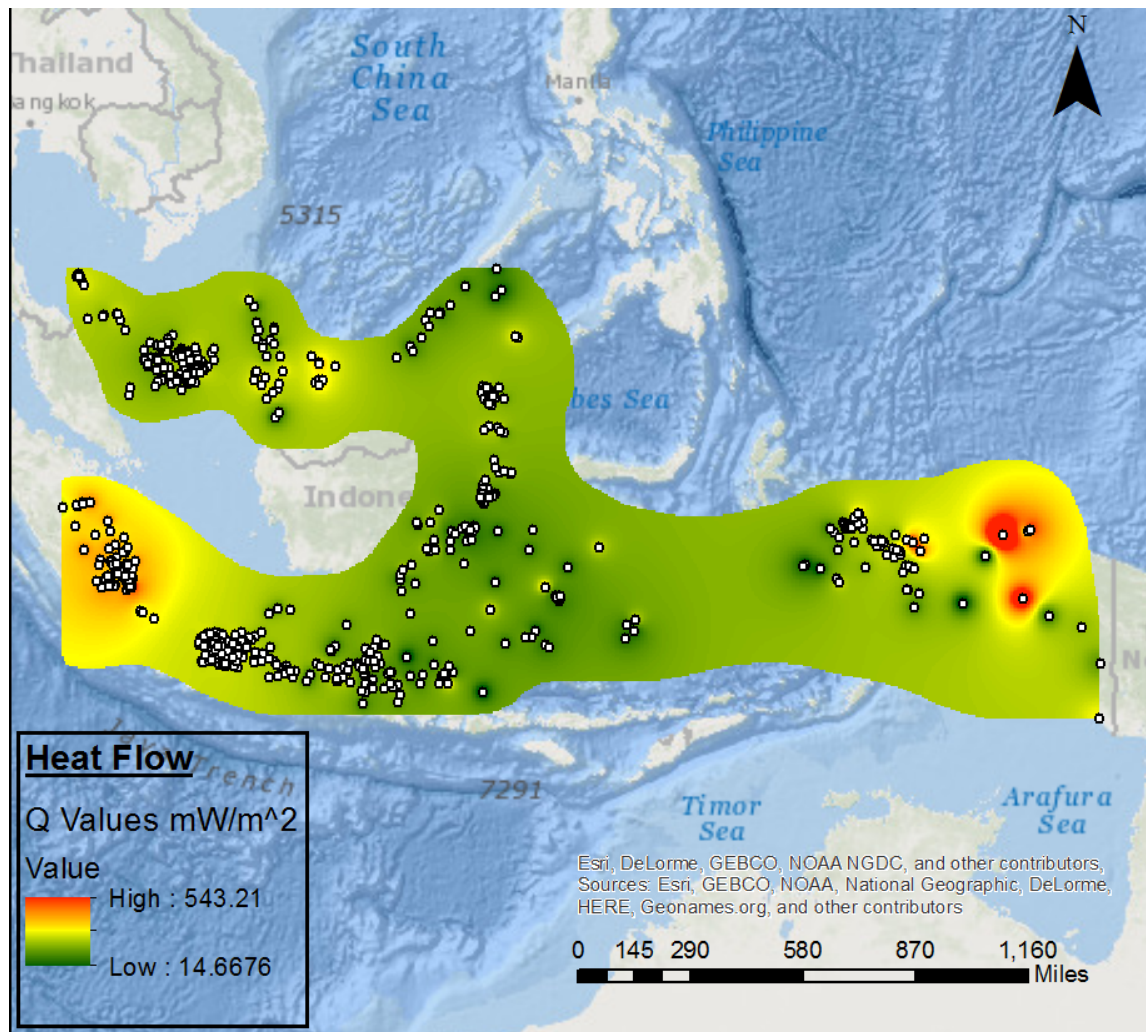 N
South
China
Sea
Thailand
angkok
Manila
Philippine
Sea
5315
bes Sea
Indone
N
Java Trench
7291
Timor
Sea
Arafura
Sea
Heat Flow
Q Values mW/m^2
Value
High : 543.21
Low : 14.6676
Esri, DeLorme, GEBCO, NOAA NGDC, and other contributors,
Sources: Esri, GEBCO, NOAA, National Geographic, DeLorme,
HERE, Geonames.org, and other contributors
0 145 290 580 870 1,160
Miles